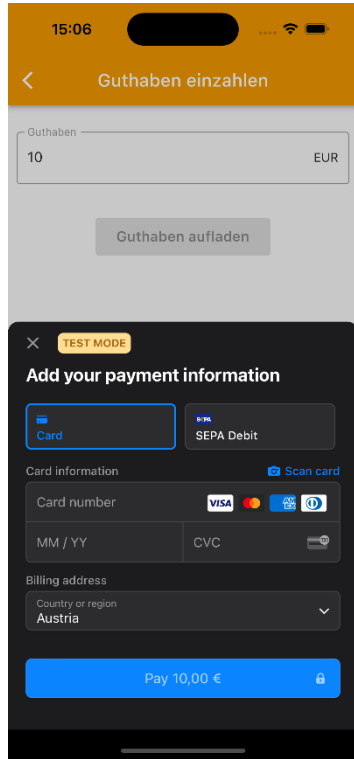 15:06
Guthaben einzahlen
Guthaben
10 EUR
Guthaben aufladen
TEST MODE
Add your payment information
Card
SEPA
SEPA Debit
Card information Scan card
Card number VISA AM EX
MM / YY CVC
Billing address
Country or region
Austria
Pay 10,00 €